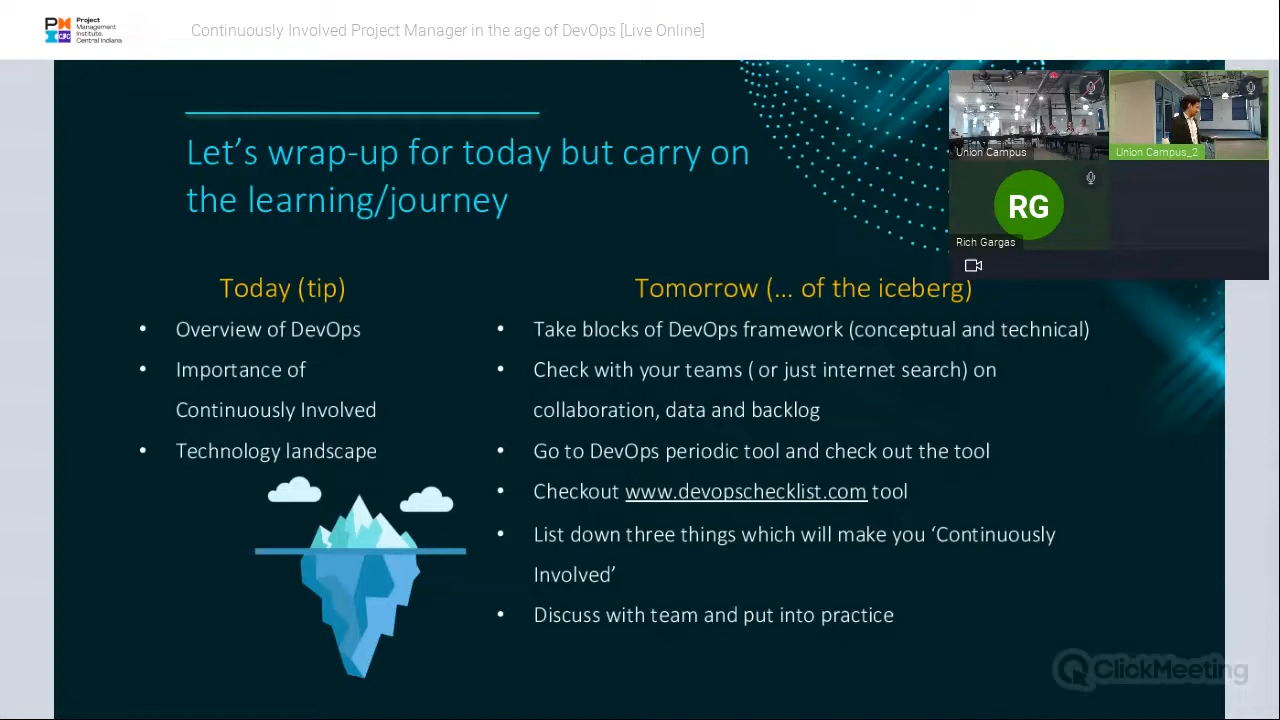 Project
Management
Institute.
Central Indiana
Continuously Involved Project Manager in the age of DevOps [Live Online]
Let’s wrap-up for today but carry on
the learning/journey
Union Campus
Union Campus_2
RG
Rich Gargas
Today (tip)
• Overview of DevOps
• Importance of
Continuously Involved
• Technology landscape
Tomorrow (… of the iceberg)
• Take blocks of DevOps framework (conceptual and technical)
• Check with your teams ( or just internet search) on
collaboration, data and backlog
• Go to DevOps periodic tool and check out the tool
• Checkout www.devopschecklist.com tool
• List down three things which will make you ‘Continuously
Involved’
• Discuss with team and put into practice
ClickMeeting